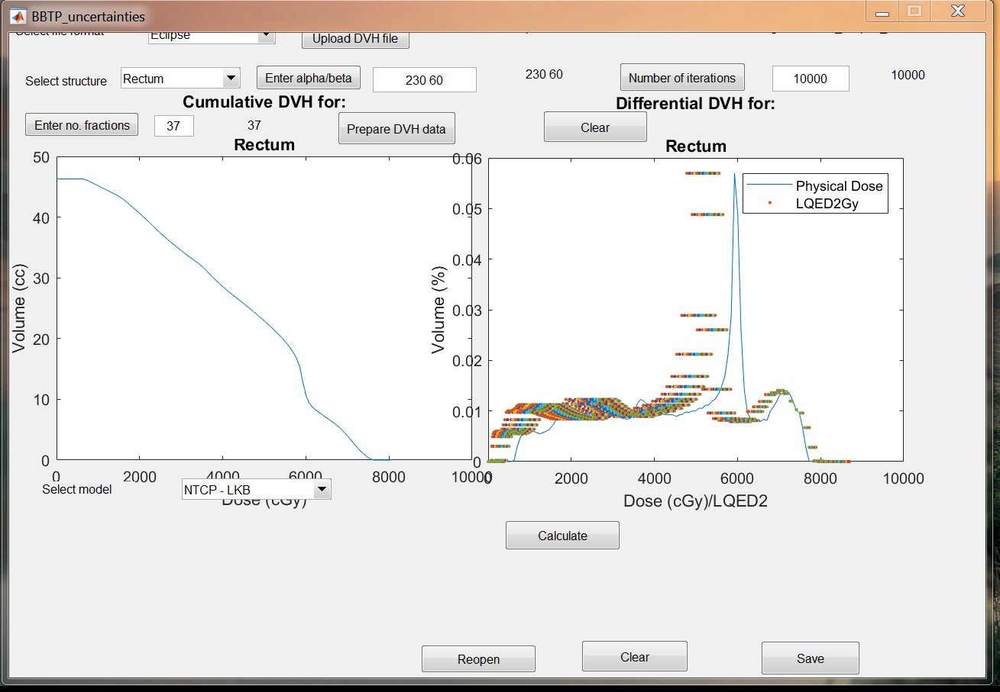 BBTP_uncertainties
Select file format
Eclipse
Upload DVH file
Select structure
Rectum
Enter alpha/beta
230 60
230 60
Number of iterations
10000
10000
Cumulative DVH for:
Differential DVH for:
Enter no. fractions
37
37
Prepare DVH data
Clear
Rectum
Rectum
50
40
30
20
10
0
Volume (cc)
0
2000
4000
6000
8000
10000
Dose (cGy)
0.06
0.05
0.04
0.03
0.02
0.01
0
Volume (%)
Physical Dose
LQED2Gy
0
2000
4000
6000
8000
10000
Dose (cGy)/LQED2
Select model
NTCP - LKB
Calculate
Reopen
Clear
Save